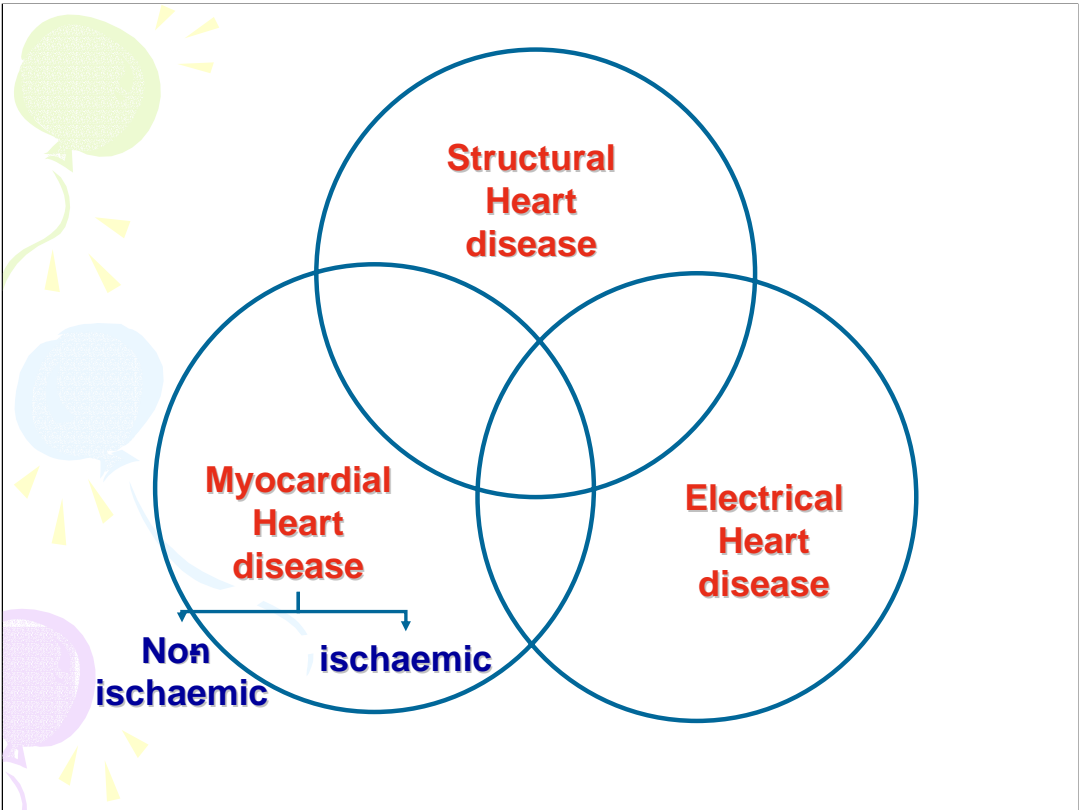 Structural
Heart
disease
Myocardial
Heart
disease
Electrical
Heart
disease
Non-
ischaemic
ischaemic